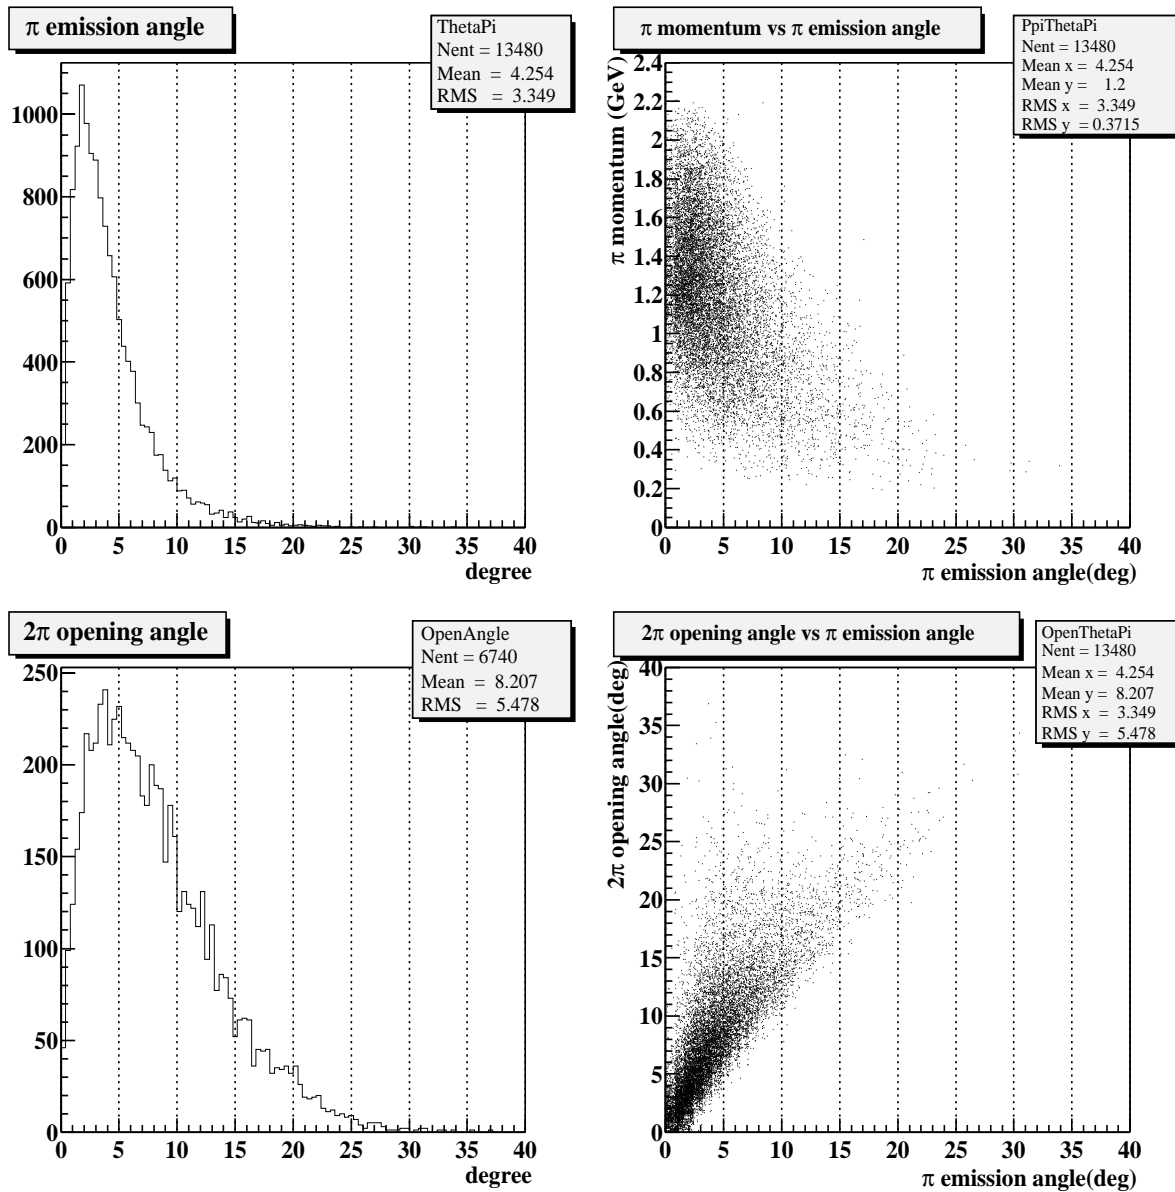 π emission angle
ThetaPi
Nent = 13480
Mean = 4.254
RMS = 3.349
1000
800
600
400
200
0
0 5 10 15 20 25 30 35 40
degree
π momentum vs π emission angle
PpiThetaPi
Nent = 13480
Mean x = 4.254
Mean y = 1.2
RMS x = 3.349
RMS y = 0.3715
π momentum (GeV)
2.4
2.2
2
1.8
1.6
1.4
1.2
1
0.8
0.6
0.4
0.2
0
0 5 10 15 20 25 30 35 40
π emission angle(deg)
2π opening angle
OpenAngle
Nent = 6740
Mean = 8.207
RMS = 5.478
250
200
150
100
50
0
0 5 10 15 20 25 30 35 40
degree
2π opening angle vs π emission angle
OpenThetaPi
Nent = 13480
Mean x = 4.254
Mean y = 8.207
RMS x = 3.349
RMS y = 5.478
2π opening angle(deg)
40
35
30
25
20
15
10
5
0
0 5 10 15 20 25 30 35 40
π emission angle(deg)